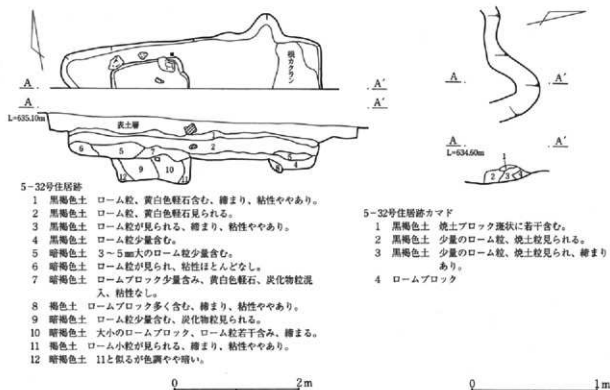 A
A′
根カクラン
A
A′
L=635.10m
表土層
6
5
7
2
5
4
8
12
9
10
11
5-32号住居跡
1 黒褐色土 ローム粒、黄白色軽石含む、締まり、粘性ややあり。
2 黒褐色土 ローム粒、黄白色軽石見られる。
3 黒褐色土 ローム粒が見られる、締まり、粘性ややあり。
4 黒褐色土 ローム粒少量含む。
5 暗褐色土 3～5㎜大のローム粒少量含む。
6 暗褐色土 ローム粒が見られ、粘性ほとんどなし。
7 暗褐色土 ロームブロック少量含み、黄白色軽石、炭化物粒混
入、粘性なし。
8 褐色土 ロームブロック多く含む、締まり、粘性ややあり。
9 暗褐色土 ローム粒少量含む、炭化物粒見られる。
10 暗褐色土 大小のロームブロック、ローム粒若干含み、締まる。
11 褐色土 ローム小粒が見られる、締まり、粘性ややあり。
12 暗褐色土 11と似るが色調やや暗い。
0 2m
A
A′
A
A′
L=634.60m
1
2
3
4
5-32号住居跡カマド
1 黒褐色土 焼土ブロック斑状に若干含む。
2 黒褐色土 少量のローム粒、焼土粒見られる。
3 黒褐色土 少量のローム粒、焼土粒見られ、締まり
あり。
4 ロームブロック
0 1m